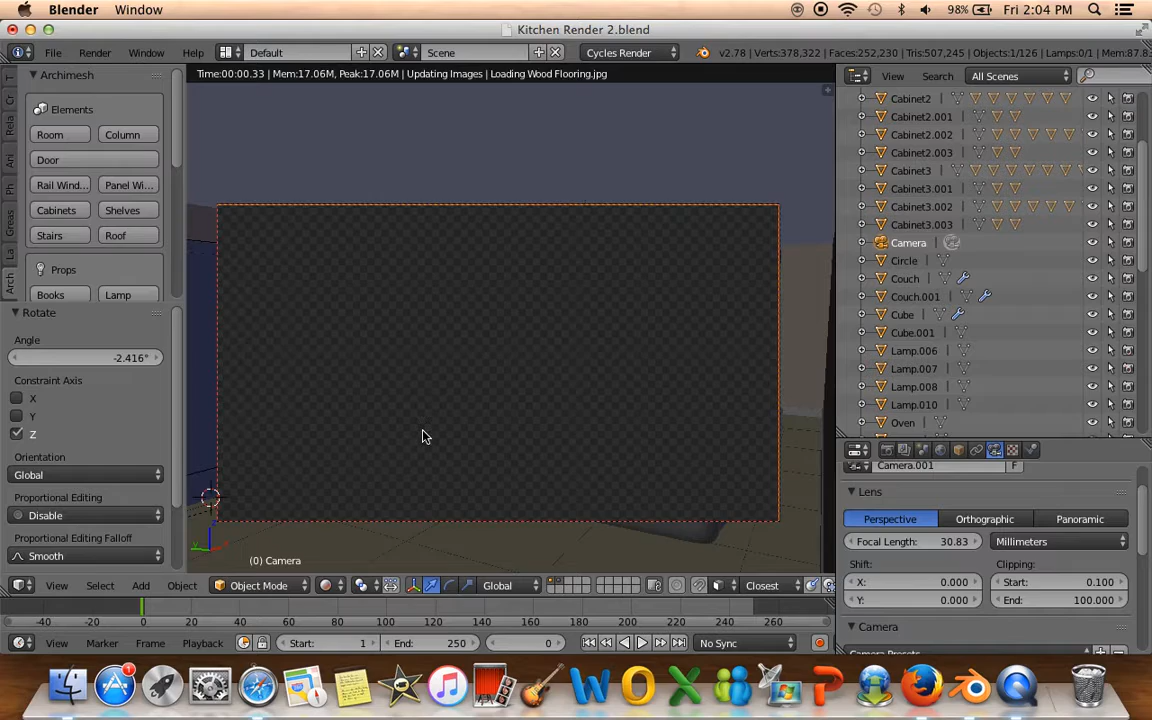 Blender Window 98% Fri 2:04 PM
Kitchen Render 2.blend
File Render Window Help Default Scene Cycles Render v2.78 | Verts:378,322 | Faces:252,230 | Tris:507,245 | Objects:1/126 | Lamps:0/1 | Mem:87.8
Archimesh
Elements
Room Column
Door
Rail Wind... Panel Wi...
Cabinets Shelves
Stairs Roof
Props
Books Lamp
T
Cr
Rela
Ani
Ph
Greas
La
Arch
Rotate
Angle
-2.416°
Constraint Axis
X
Y
Z
Orientation
Global
Proportional Editing
Disable
Proportional Editing Falloff
Smooth
Time:00:00.33 | Mem:17.06M, Peak:17.06M | Updating Images | Loading Wood Flooring.jpg
(0) Camera
View Select Add Object Object Mode Global Closest
-40 -20 0 20 40 60 80 100 120 140 160 180 200 220 240 260
View Marker Frame Playback Start: 1 End: 250 0 No Sync
View Search All Scenes
Cabinet2
Cabinet2.001
Cabinet2.002
Cabinet2.003
Cabinet3
Cabinet3.001
Cabinet3.002
Cabinet3.003
Camera
Circle
Couch
Couch.001
Cube
Cube.001
Lamp.006
Lamp.007
Lamp.008
Lamp.010
Oven
Camera.001 F
Lens
Perspective Orthographic Panoramic
Focal Length: 30.83 Millimeters
Shift: Clipping:
X: 0.000 Start: 0.100
Y: 0.000 End: 100.000
Camera
Camera Presets